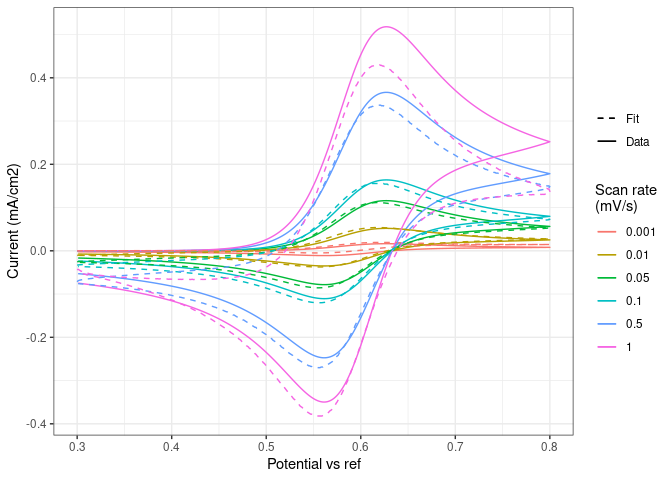 Current (mA/cm2)
0.4
0.2
0.0
-0.2
-0.4
0.3 0.4 0.5 0.6 0.7 0.8
Potential vs ref
Fit
Data
Scan rate
(mV/s)
0.001
0.01
0.05
0.1
0.5
1